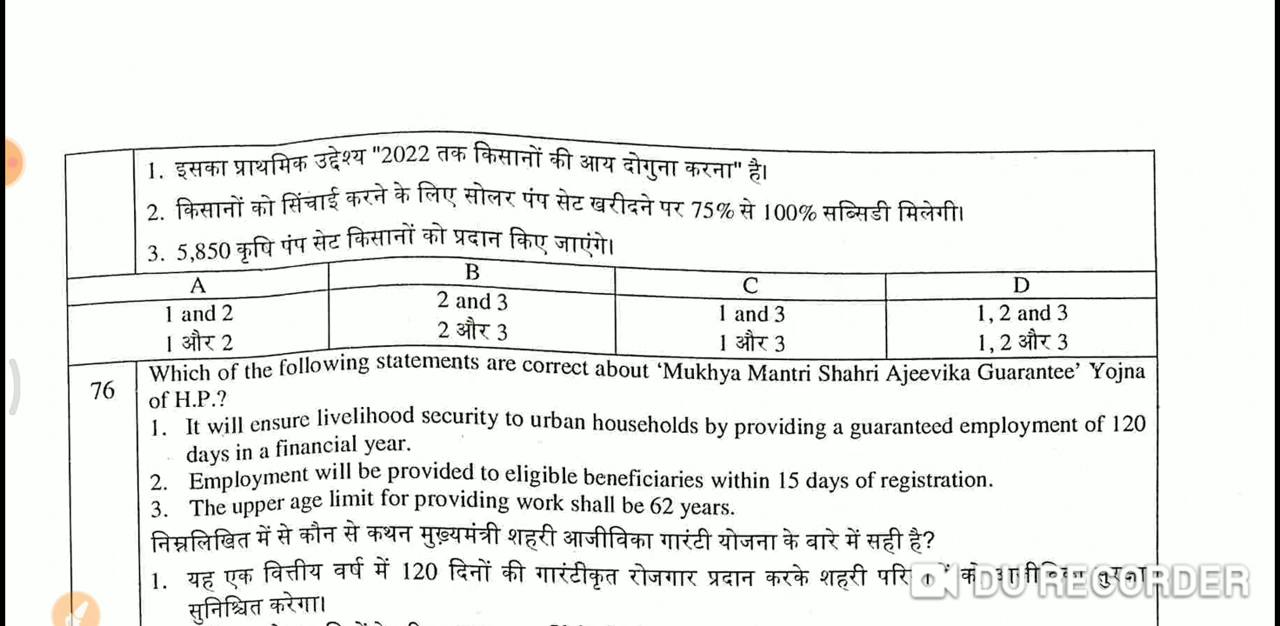 1. इसका प्राथमिक उद्देश्य "2022 तक किसानों की आय दोगुना करना" है।
2. किसानों को सिंचाई करने के लिए सोलर पंप सेट खरीदने पर 75% से 100% सब्सिडी मिलेगी।
3. 5,850 कृषि पंप सेट किसानों को प्रदान किए जाएंगे।
A B C D
1 and 2 2 and 3 1 and 3 1, 2 and 3
1 और 2 2 और 3 1 और 3 1, 2 और 3
76 Which of the following statements are correct about ‘Mukhya Mantri Shahri Ajeevika Guarantee’ Yojna
of H.P.?
1. It will ensure livelihood security to urban households by providing a guaranteed employment of 120
days in a financial year.
2. Employment will be provided to eligible beneficiaries within 15 days of registration.
3. The upper age limit for providing work shall be 62 years.
निम्नलिखित में से कौन से कथन मुख्यमंत्री शहरी आजीविका गारंटी योजना के बारे में सही है?
1. यह एक वित्तीय वर्ष में 120 दिनों की गारंटीकृत रोजगार प्रदान करके शहरी
सुनिश्चित करेगा।
DU RECORDER